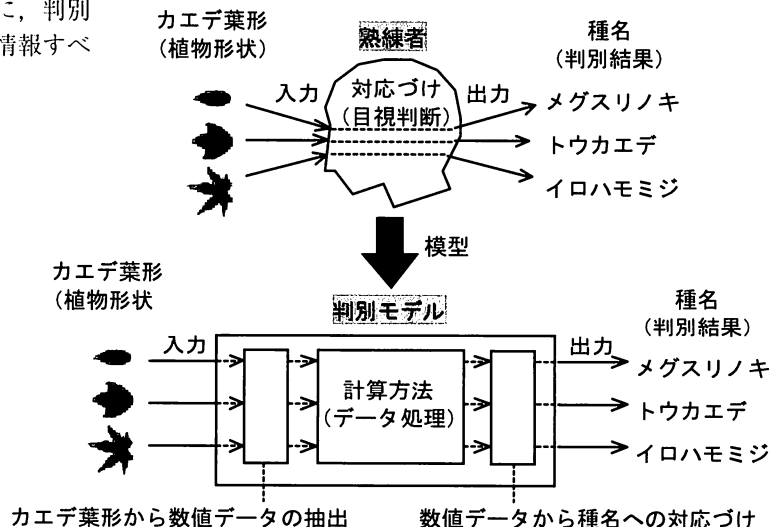 に，判別
情報すべ
カエデ葉形
(植物形状)
熟練者
種名
(判別結果)
入力
対応づけ
(目視判断)
出力
メグスリノキ
トウカエデ
イロハモミジ
模型
カエデ葉形
(植物形状
判別モデル
種名
(判別結果)
入力
計算方法
(データ処理)
出力
メグスリノキ
トウカエデ
イロハモミジ
カエデ葉形から数値データの抽出
数値データから種名への対応づけ